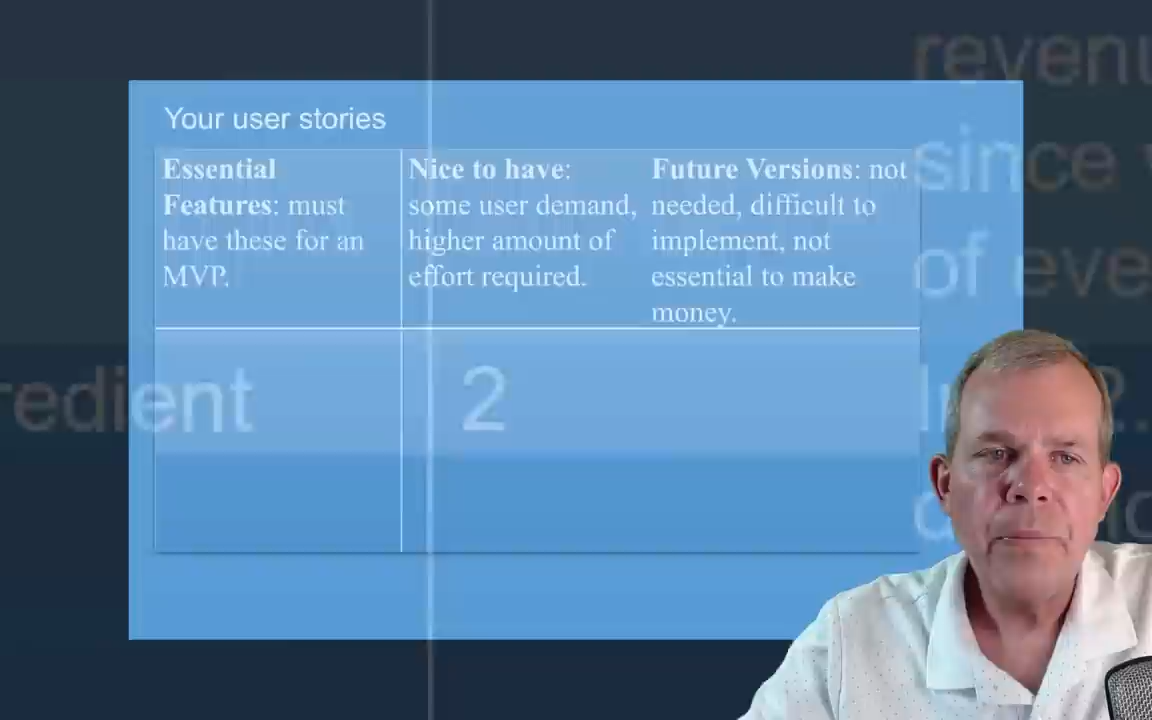 revenu
Your user stories
Essential
Features: must
have these for an
MVP.
Nice to have:
some user demand,
higher amount of
effort required.
Future Versions: not
needed, difficult to
implement, not
essential to make
money.
since
of eve
redient
2